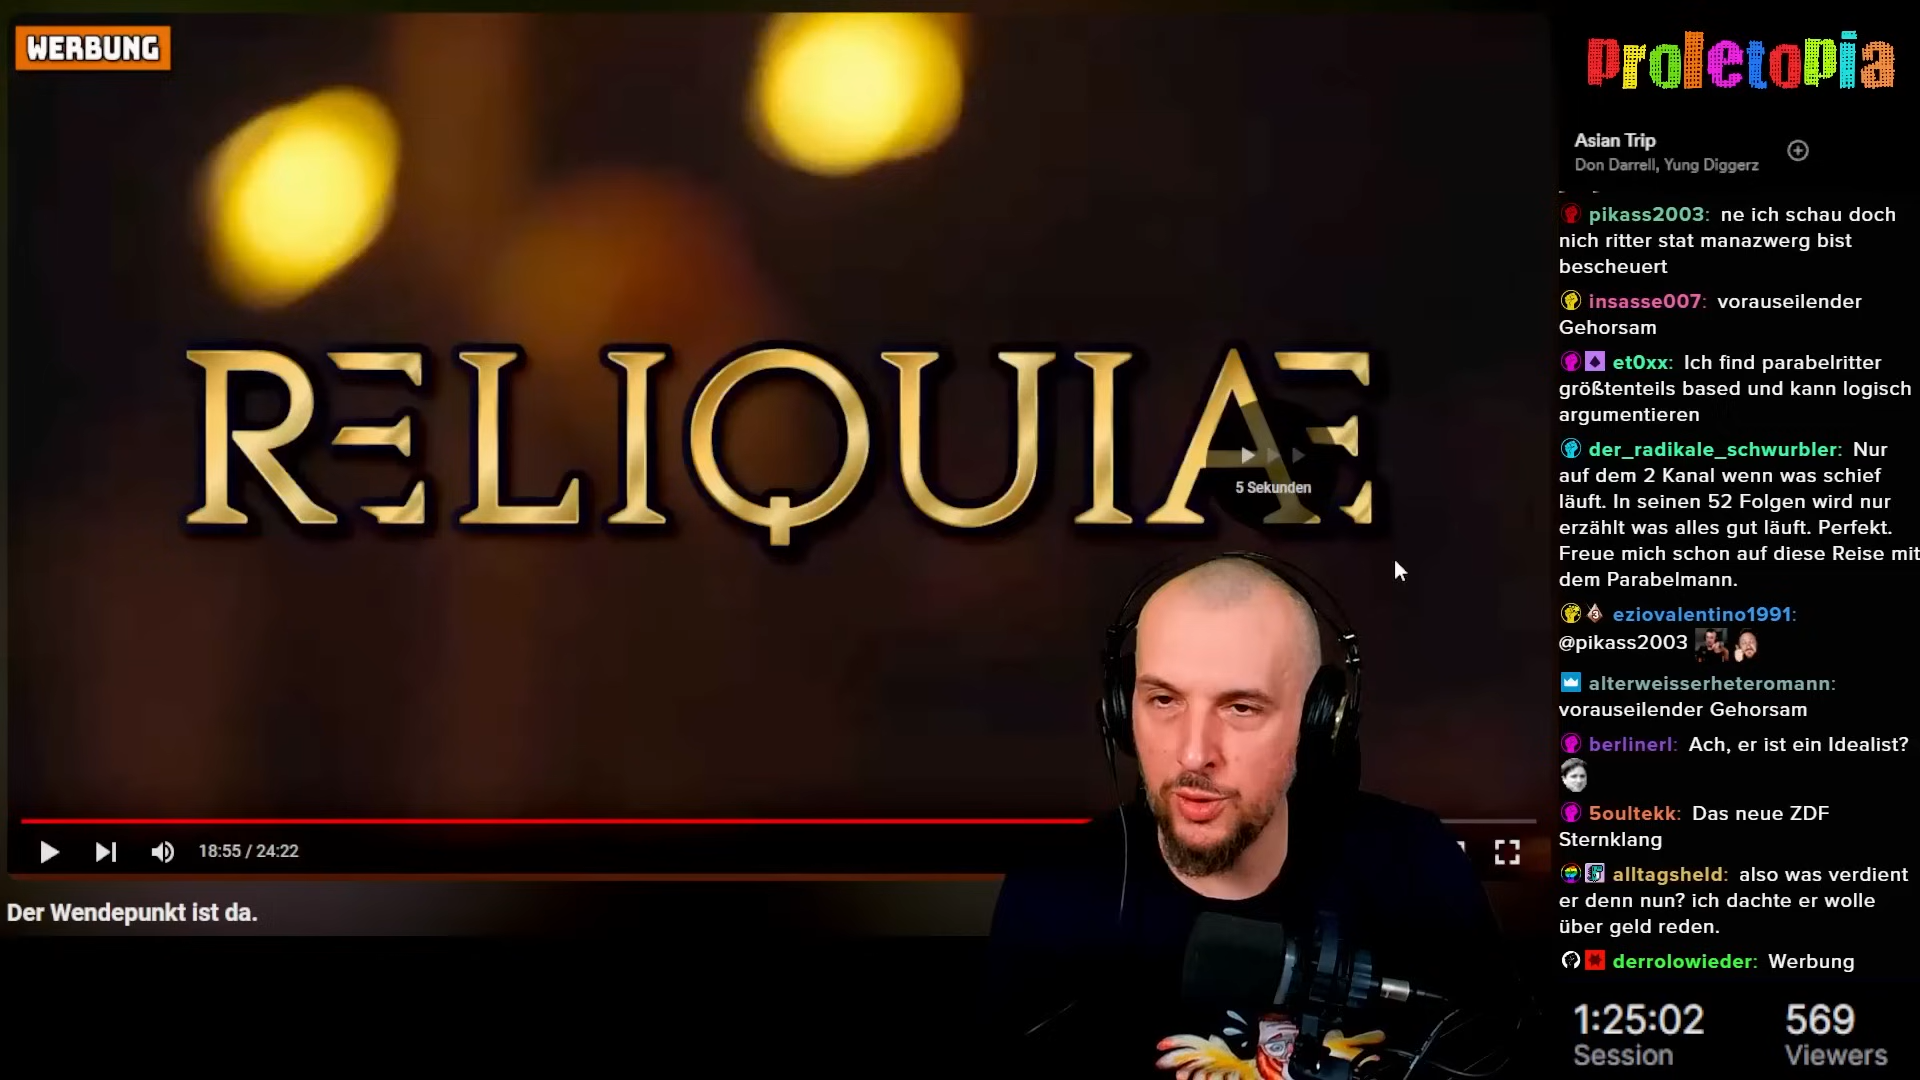 WERBUNG
RELIQUIÆ
5 Sekunden
18:55 / 24:22
Der Wendepunkt ist da.
Proletopia
Asian Trip
Don Darrell, Yung Diggerz
pikass2003: ne ich schau doch
nich ritter stat manazwerg bist
bescheuert
insasse007: vorauseilender
Gehorsam
et0xx: Ich find parabelritter
größtenteils based und kann logisch
argumentieren
der_radikale_schwurbler: Nur
auf dem 2 Kanal wenn was schief
läuft. In seinen 52 Folgen wird nur
erzählt was alles gut läuft. Perfekt.
Freue mich schon auf diese Reise mit
dem Parabelmann.
eziovalentino1991:
@pikass2003
alterweisserheteromann:
vorauseilender Gehorsam
berlinerl: Ach, er ist ein Idealist?
5oultekk: Das neue ZDF
Sternklang
alltagsheld: also was verdient
er denn nun? ich dachte er wolle
über geld reden.
derrolowieder: Werbung
1:25:02
Session
569
Viewers